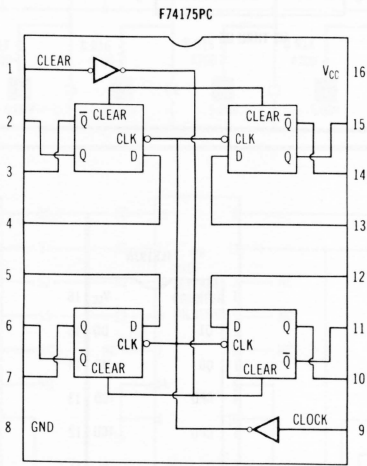 F74175PC
1 CLEAR VCC 16
CLEAR Q̅ CLEAR Q̅
2 15
CLK Q CLK Q
3 D D 14
4 13
5 12
D Q D Q
6 11
Q̅ CLK CLK Q̅
7 CLEAR CLEAR 10
8 GND CLOCK 9